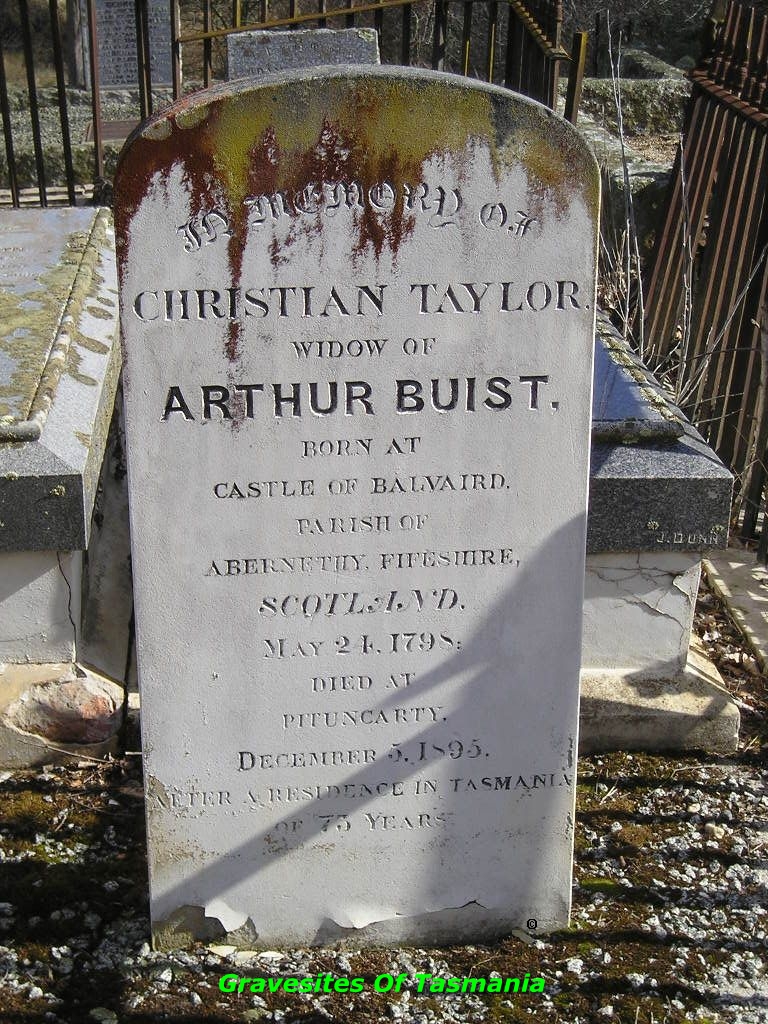 IN MEMORY OF
CHRISTIAN TAYLOR.
WIDOW OF
ARTHUR BUIST.
BORN AT
CASTLE OF BALVAIRD.
PARISH OF
ABERNETHY, FIFESHIRE,
SCOTLAND.
MAY 24, 1798:
DIED AT
PITUNCARTY,
DECEMBER 5, 1895.
AFTER A RESIDENCE IN TASMANIA
OF 73 YEARS
J. DUNN
©
Gravesites Of Tasmania